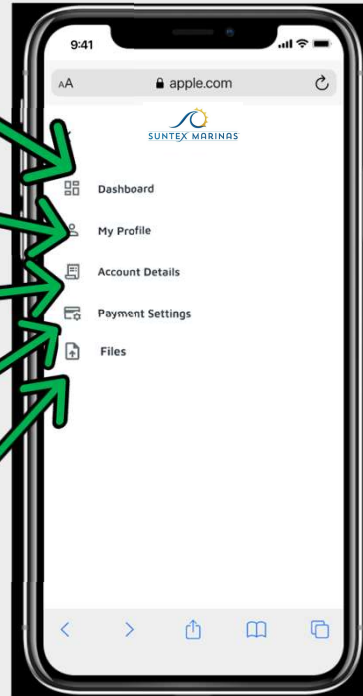 9:41
AA apple.com
SUNTEX MARINAS
Dashboard
My Profile
Account Details
Payment Settings
Files